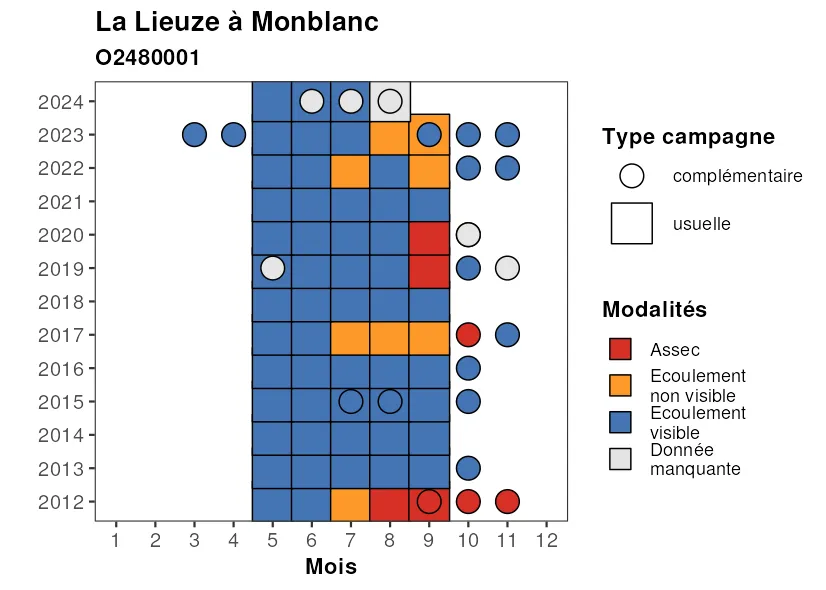 La Lieuze à Monblanc
O2480001
2024
2023
2022
2021
2020
2019
2018
2017
2016
2015
2014
2013
2012
1 2 3 4 5 6 7 8 9 10 11 12
Mois
Type campagne
complémentaire
usuelle
Modalités
Assec
Ecoulement
non visible
Ecoulement
visible
Donnée
manquante